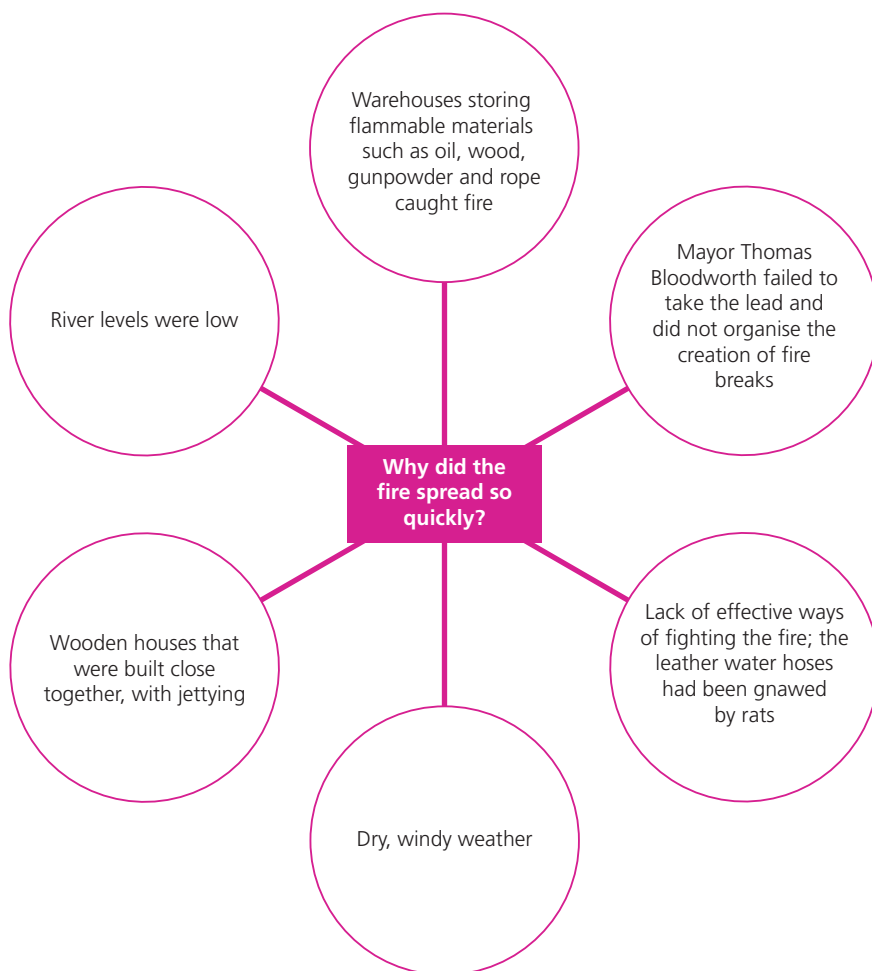 Warehouses storing
flammable materials
such as oil, wood,
gunpowder and rope
caught fire
Mayor Thomas
Bloodworth failed to
take the lead and
did not organise the
creation of fire
breaks
River levels were low
Why did the
fire spread so
quickly?
Wooden houses that
were built close
together, with jettying
Lack of effective ways
of fighting the fire; the
leather water hoses
had been gnawed
by rats
Dry, windy weather